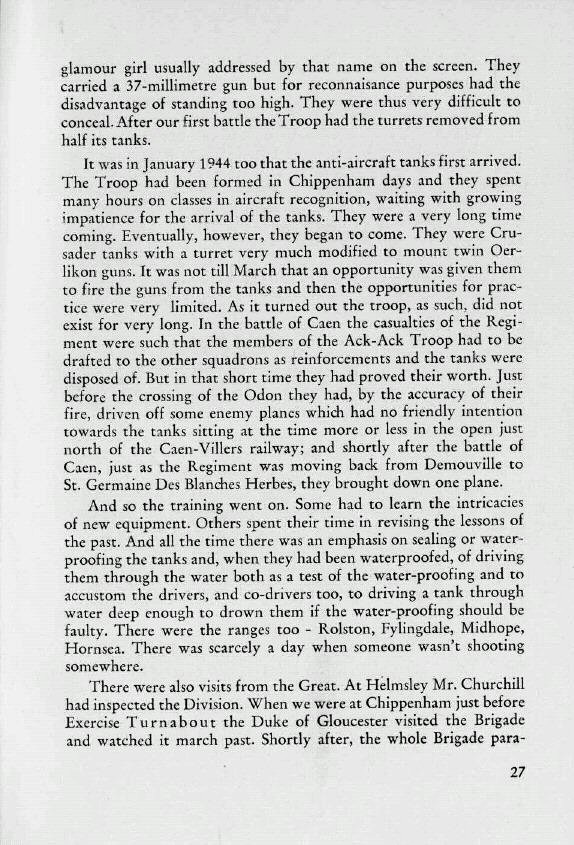 glamour girl usually addressed by that name on the screen. They
carried a 37-millimetre gun but for reconnaisance purposes had the
disadvantage of standing too high. They were thus very difficult to
conceal. After our first battle the Troop had the turrets removed from
half its tanks.
It was in January 1944 too that the anti-aircraft tanks first arrived.
The Troop had been formed in Chippenham days and they spent
many hours on classes in aircraft recognition, waiting with growing
impatience for the arrival of the tanks. They were a very long time
coming. Eventually, however, they began to come. They were Cru-
sader tanks with a turret very much modified to mount twin Oer-
likon guns. It was not till March that an opportunity was given them
to fire the guns from the tanks and then the opportunities for prac-
tice were very limited. As it turned out the troop, as such, did not
exist for very long. In the battle of Caen the casualties of the Regi-
ment were such that the members of the Ack-Ack Troop had to be
drafted to the other squadrons as reinforcements and the tanks were
disposed of. But in that short time they had proved their worth. Just
before the crossing of the Odon they had, by the accuracy of their
fire, driven off some enemy planes which had no friendly intention
towards the tanks sitting at the time more or less in the open just
north of the Caen-Villers railway; and shortly after the battle of
Caen, just as the Regiment was moving back from Demouville to
St. Germaine Des Blanches Herbes, they brought down one plane.
And so the training went on. Some had to learn the intricacies
of new equipment. Others spent their time in revising the lessons of
the past. And all the time there was an emphasis on sealing or water-
proofing the tanks and, when they had been waterproofed, of driving
them through the water both as a test of the water-proofing and to
accustom the drivers, and co-drivers too, to driving a tank through
water deep enough to drown them if the water-proofing should be
faulty. There were the ranges too - Rolston, Fylingdale, Midhope,
Hornsea. There was scarcely a day when someone wasn't shooting
somewhere.
There were also visits from the Great. At Helmsley Mr. Churchill
had inspected the Division. When we were at Chippenham just before
Exercise Turnabout the Duke of Gloucester visited the Brigade
and watched it march past. Shortly after, the whole Brigade para-
27